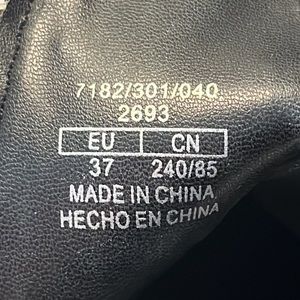 7182/301/040
2693
EU CN
37 240/85
MADE IN CHINA
HECHO EN CHINA